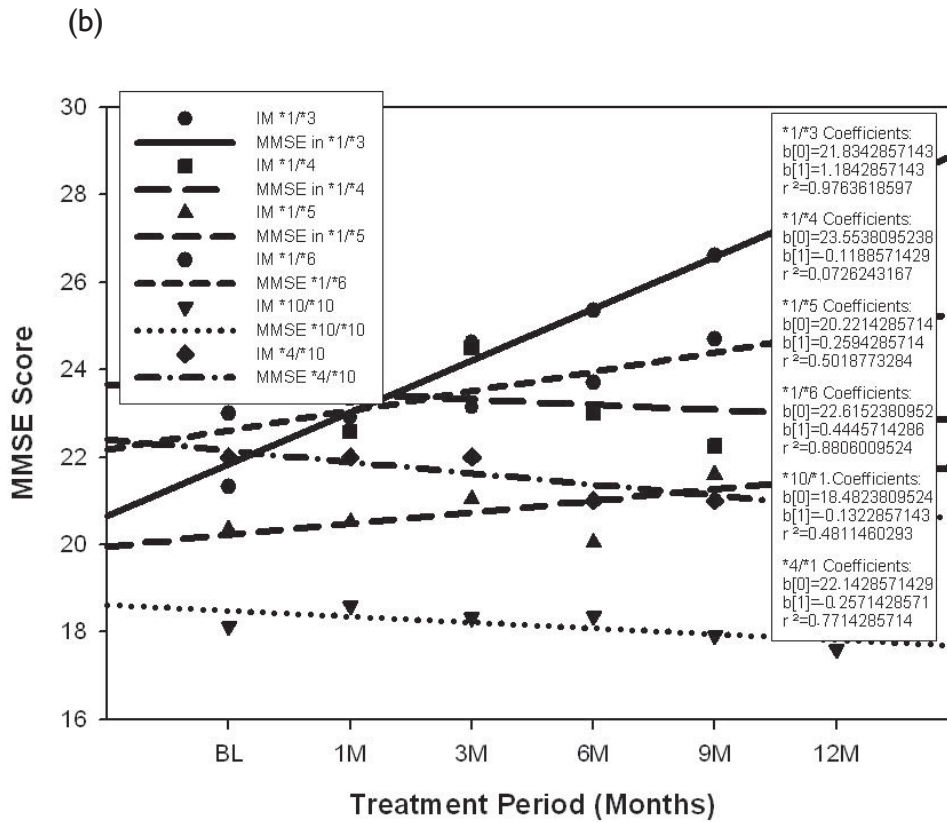 (b)
MMSE Score
30
28
26
24
22
20
18
16
IM *1/*3
MMSE in *1/*3
IM *1/*4
MMSE in *1/*4
IM *1/*5
MMSE in *1/*5
IM *1/*6
MMSE *1/*6
IM *10/*10
MMSE *10/*10
IM *4/*10
MMSE *4/*10
*1/*3 Coefficients:
b[0]=21.8342857143
b[1]=1.1842857143
r ²=0.9763618597
*1/*4 Coefficients:
b[0]=23.5538095238
b[1]=-0.1188571429
r ²=0.0726243167
*1/*5 Coefficients:
b[0]=20.2214285714
b[1]=0.2594285714
r ²=0.5018773284
*1/*6 Coefficients:
b[0]=22.6152380952
b[1]=0.4445714286
r ²=0.8806009524
*10/*1. Coefficients:
b[0]=18.4823809524
b[1]=-0.1322857143
r ²=0.4811460293
*4/*1 Coefficients:
b[0]=22.1428571429
b[1]=-0.2571428571
r ²=0.7714285714
BL 1M 3M 6M 9M 12M
Treatment Period (Months)